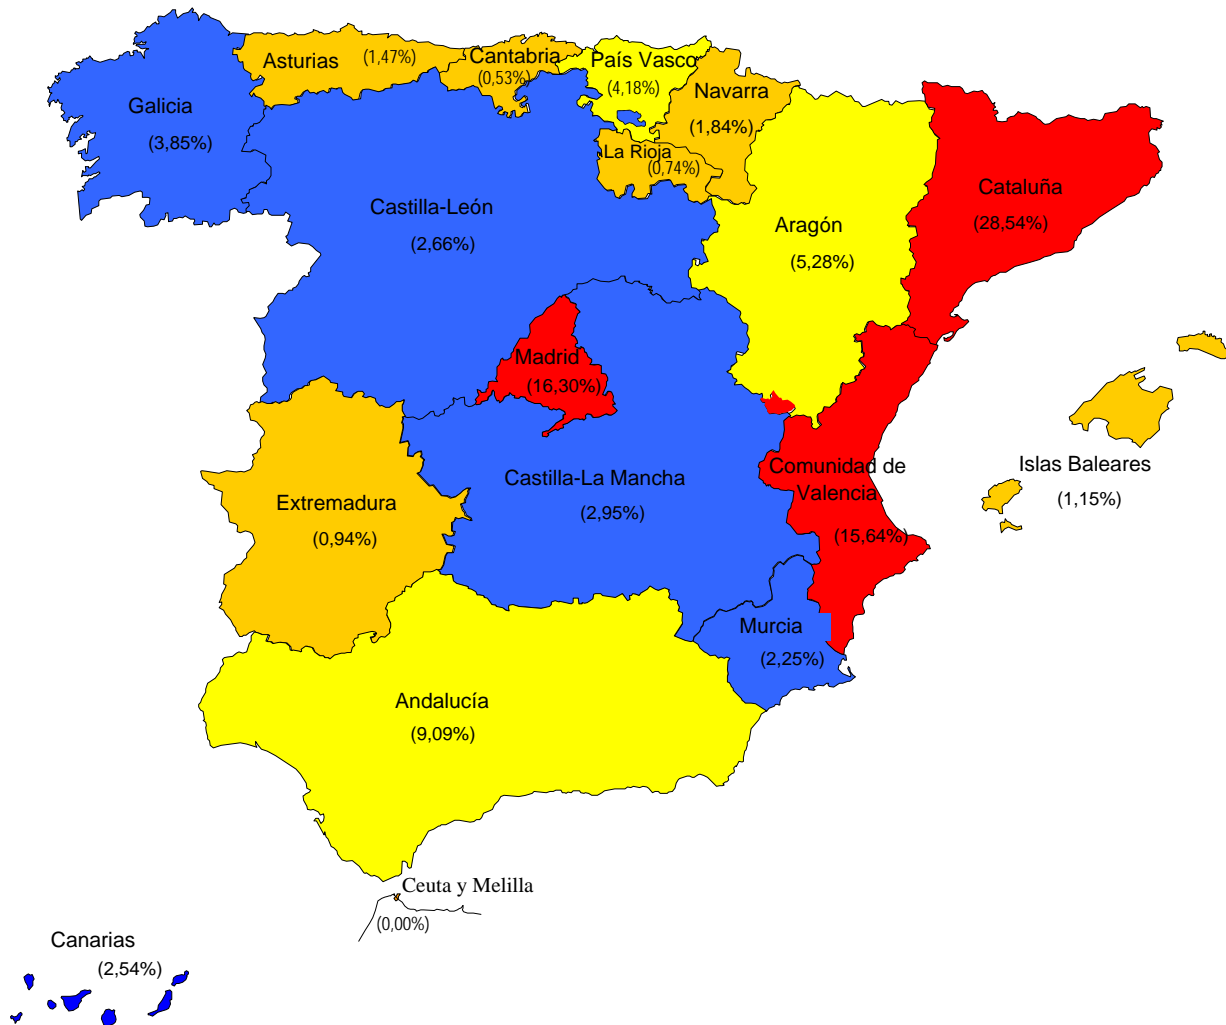 Asturias
(1,47%)
Cantabria
(0,53%)
País Vasco
(4,18%)
Navarra
(1,84%)
Galicia
(3,85%)
La Rioja
(0,74%)
Cataluña
(28,54%)
Castilla-León
(2,66%)
Aragón
(5,28%)
Madrid
(16,30%)
Comunidad de
Valencia
(15,64%)
Islas Baleares
(1,15%)
Castilla-La Mancha
(2,95%)
Extremadura
(0,94%)
Murcia
(2,25%)
Andalucía
(9,09%)
Ceuta y Melilla
(0,00%)
Canarias
(2,54%)